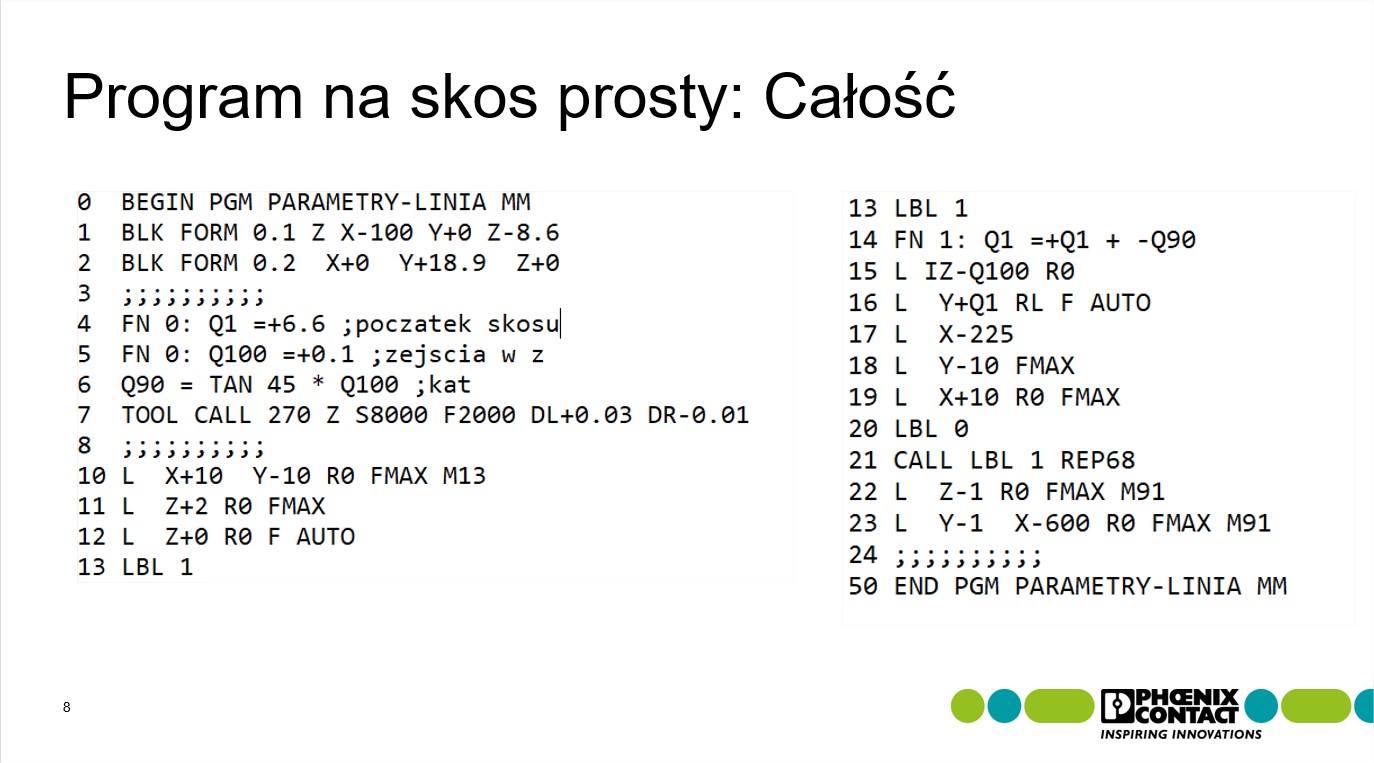 Program na skos prosty: Całość
0 BEGIN PGM PARAMETRY-LINIA MM
1 BLK FORM 0.1 Z X-100 Y+0 Z-8.6
2 BLK FORM 0.2 X+0 Y+18.9 Z+0
3 ;;;;;;;;;;
4 FN 0: Q1 =+6.6 ;poczatek skosu
5 FN 0: Q100 =+0.1 ;zejscia w z
6 Q90 = TAN 45 * Q100 ;kat
7 TOOL CALL 270 Z S8000 F2000 DL+0.03 DR-0.01
8 ;;;;;;;;;;
10 L X+10 Y-10 R0 FMAX M13
11 L Z+2 R0 FMAX
12 L Z+0 R0 F AUTO
13 LBL 1
13 LBL 1
14 FN 1: Q1 =+Q1 + -Q90
15 L IZ-Q100 R0
16 L Y+Q1 RL F AUTO
17 L X-225
18 L Y-10 FMAX
19 L X+10 R0 FMAX
20 LBL 0
21 CALL LBL 1 REP68
22 L Z-1 R0 FMAX M91
23 L Y-1 X-600 R0 FMAX M91
24 ;;;;;;;;;;
50 END PGM PARAMETRY-LINIA MM
8
PHŒNIX
CONTACT
INSPIRING INNOVATIONS